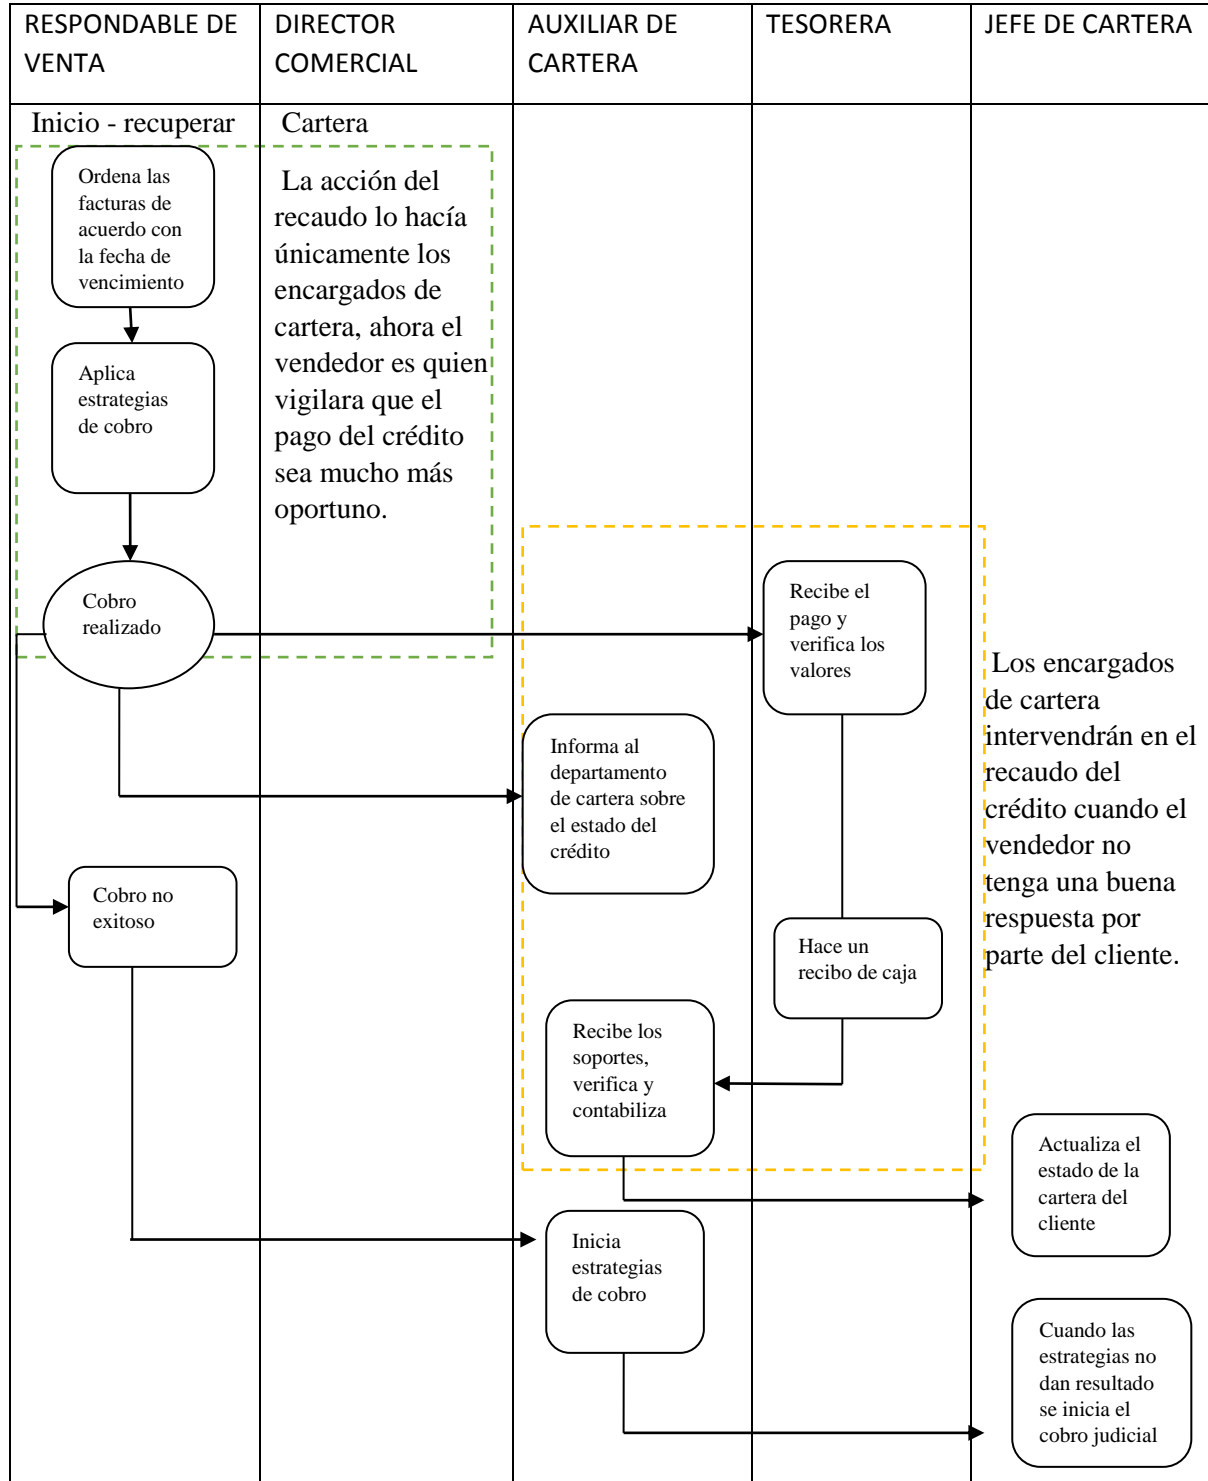 RESPONDABLE DE
VENTA
DIRECTOR
COMERCIAL
AUXILIAR DE
CARTERA
TESORERA
JEFE DE CARTERA
Inicio - recuperar
Cartera
Ordena las
facturas de
acuerdo con
la fecha de
vencimiento
La acción del
recaudo lo hacía
únicamente los
encargados de
cartera, ahora el
vendedor es quien
vigilara que el
pago del crédito
sea mucho más
oportuno.
Aplica
estrategias
de cobro
Cobro
realizado
Recibe el
pago y
verifica los
valores
Los encargados
de cartera
intervendrán en el
recaudo del
crédito cuando el
vendedor no
tenga una buena
respuesta por
parte del cliente.
Informa al
departamento
de cartera sobre
el estado del
crédito
Cobro no
exitoso
Hace un
recibo de caja
Recibe los
soportes,
verifica y
contabiliza
Actualiza el
estado de la
cartera del
cliente
Inicia
estrategias
de cobro
Cuando las
estrategias no
dan resultado
se inicia el
cobro judicial